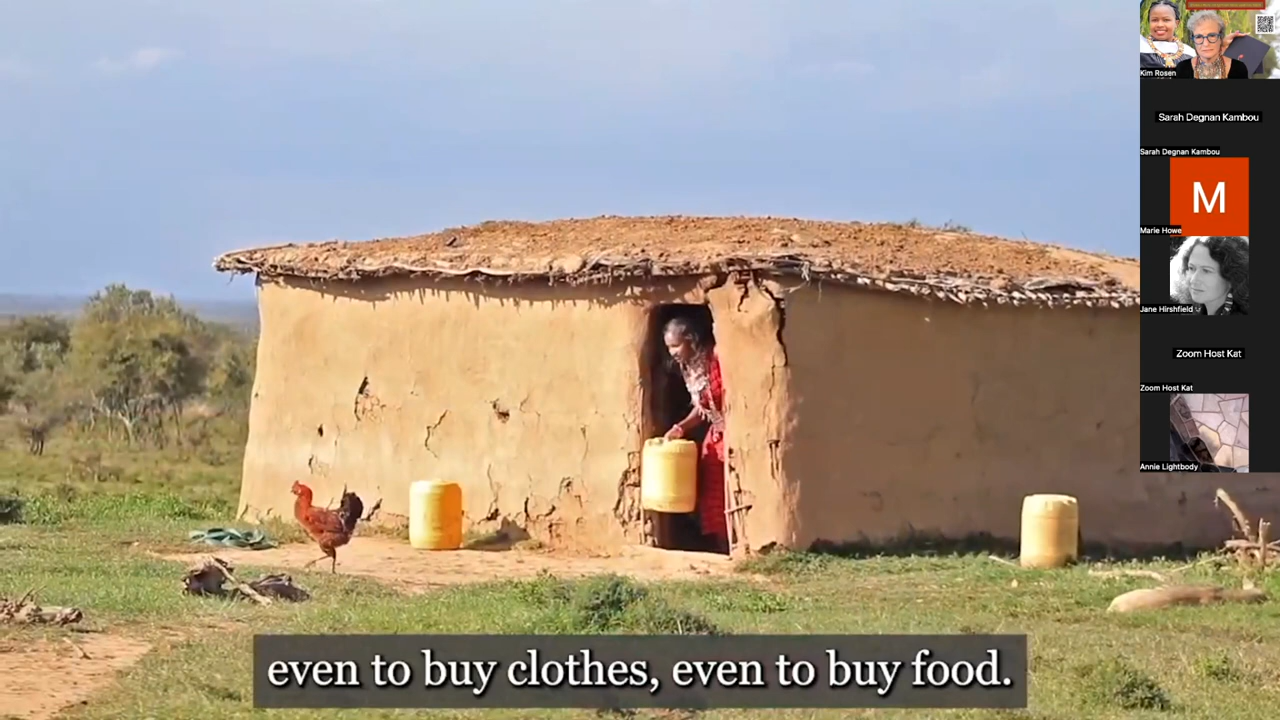 Kim Rosen
Sarah Degnan Kambou
Sarah Degnan Kambou
M
Marie Howe
Jane Hirshfield
Zoom Host Kat
Zoom Host Kat
Annie Lightbody
even to buy clothes, even to buy food.